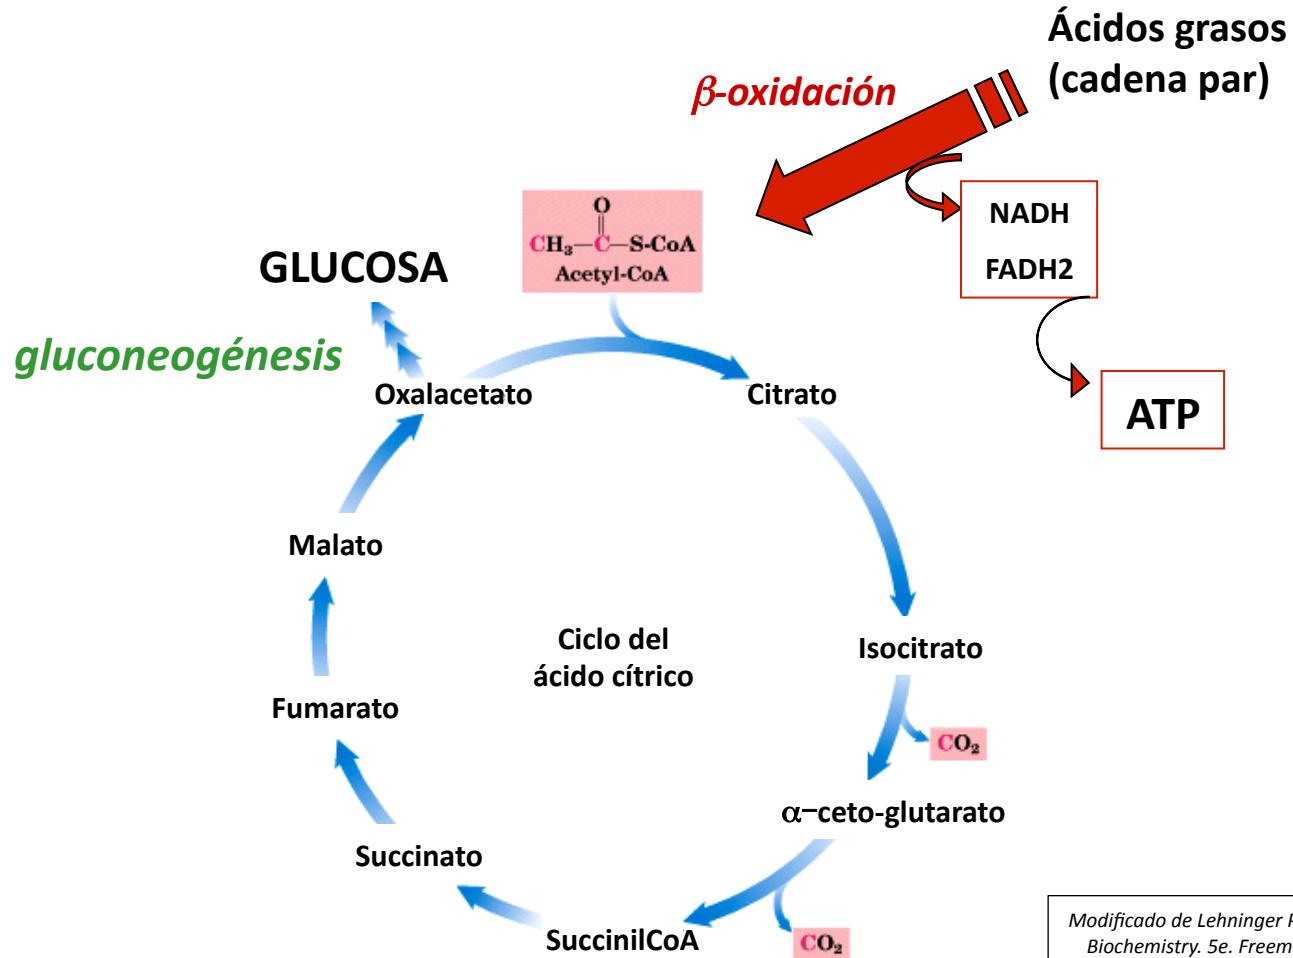 Ácidos grasos
(cadena par)
β-oxidación
NADH
FADH2
ATP
O
CH₃—C—S-CoA
Acetyl-CoA
GLUCOSA
gluconeogénesis
Oxalacetato
Citrato
Malato
Isocitrato
Ciclo del
ácido cítrico
Fumarato
CO₂
α–ceto-glutarato
Succinato
SuccinilCoA
CO₂
Modificado de Lehninger
Biochemistry. 5e.